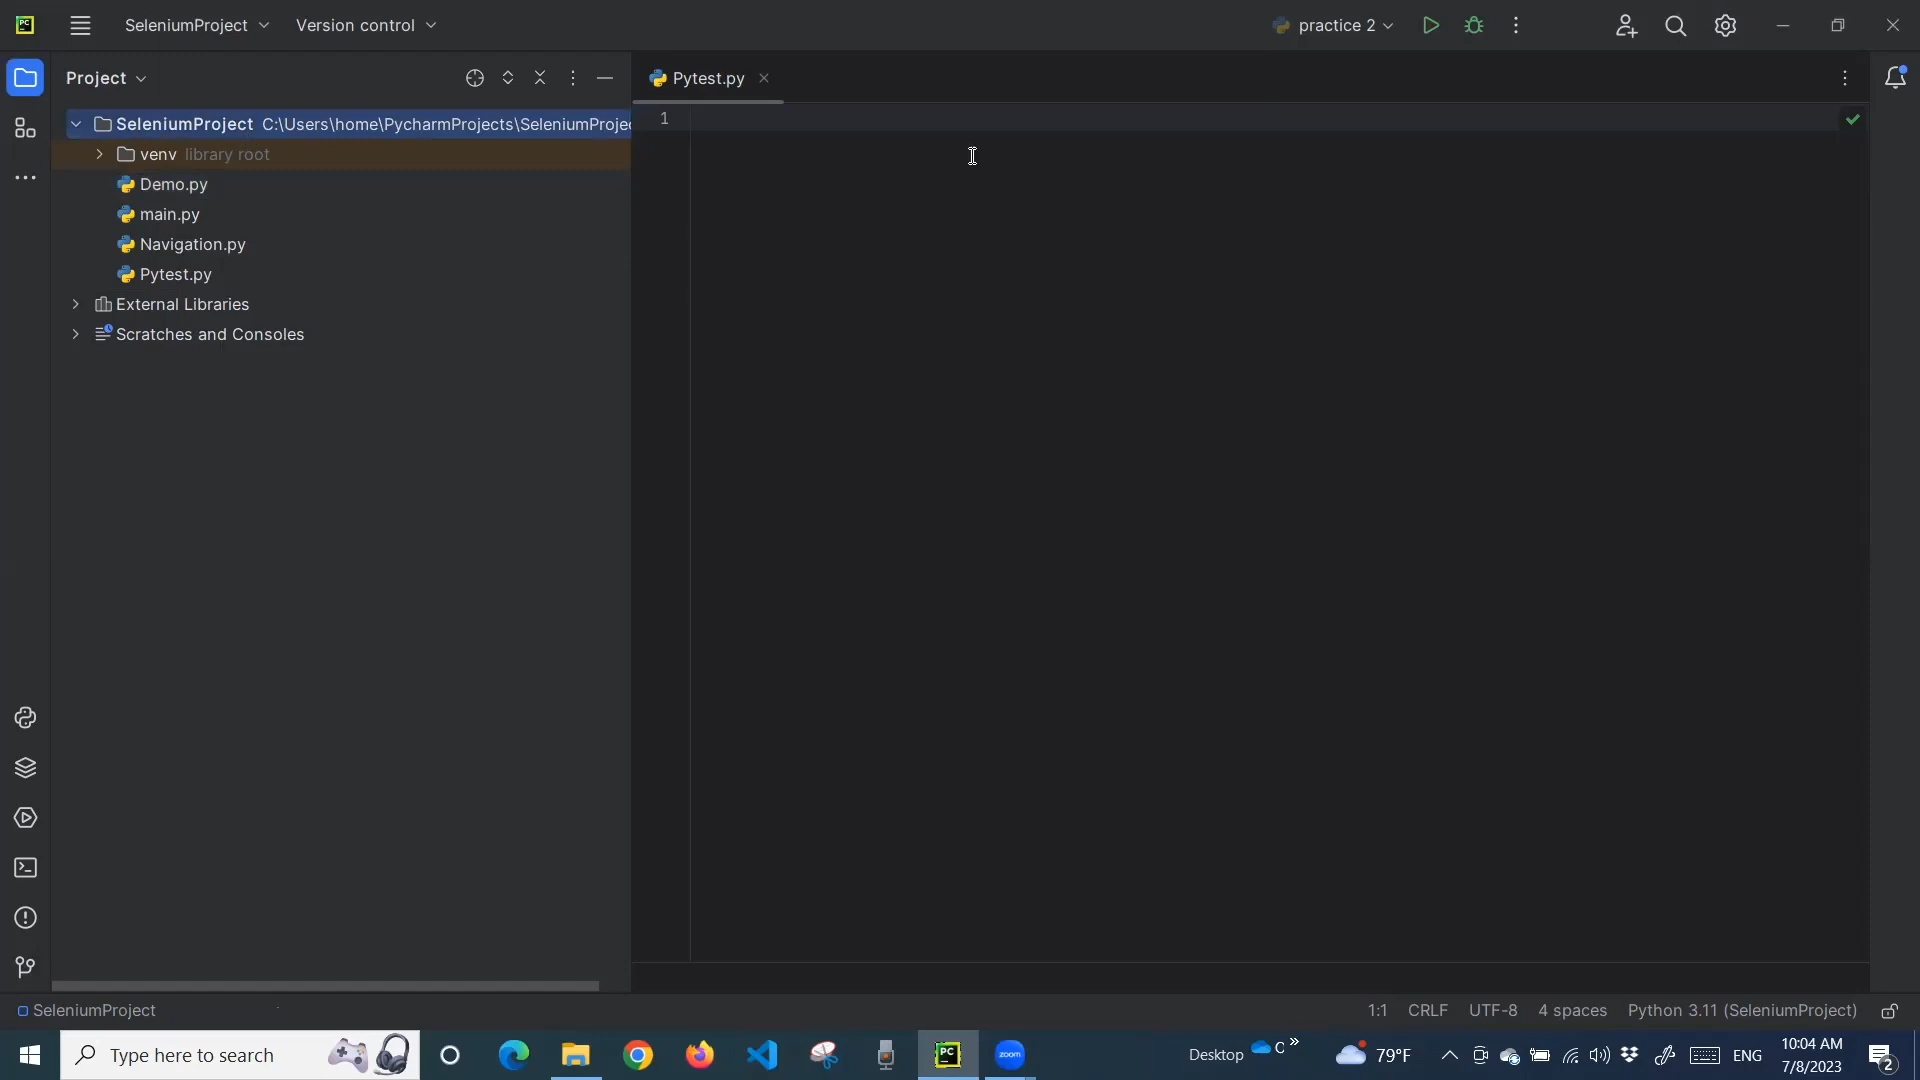 SeleniumProject
Version control
practice 2
Project
Pytest.py
1
SeleniumProject C:\Users\home\PycharmProjects\SeleniumProje
venv library root
Demo.py
main.py
Navigation.py
Pytest.py
External Libraries
Scratches and Consoles
SeleniumProject
1:1 CRLF UTF-8 4 spaces Python 3.11 (SeleniumProject)
Type here to search
zoom
Desktop
79°F
ENG
10:04 AM
7/8/2023
2